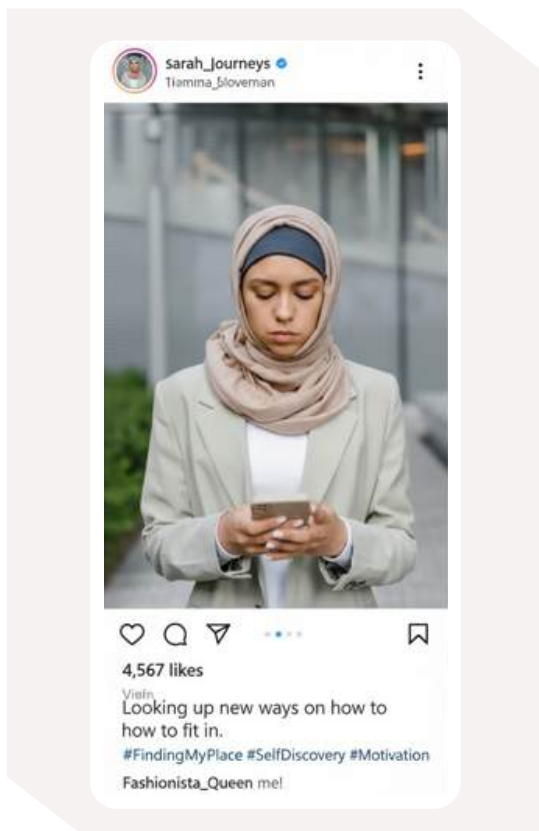 sarah_Journeys
4,567 likes
Looking up new ways on how to
how to fit in.
#FindingMyPlace #SelfDiscovery #Motivation
Fashionista_Queen me!